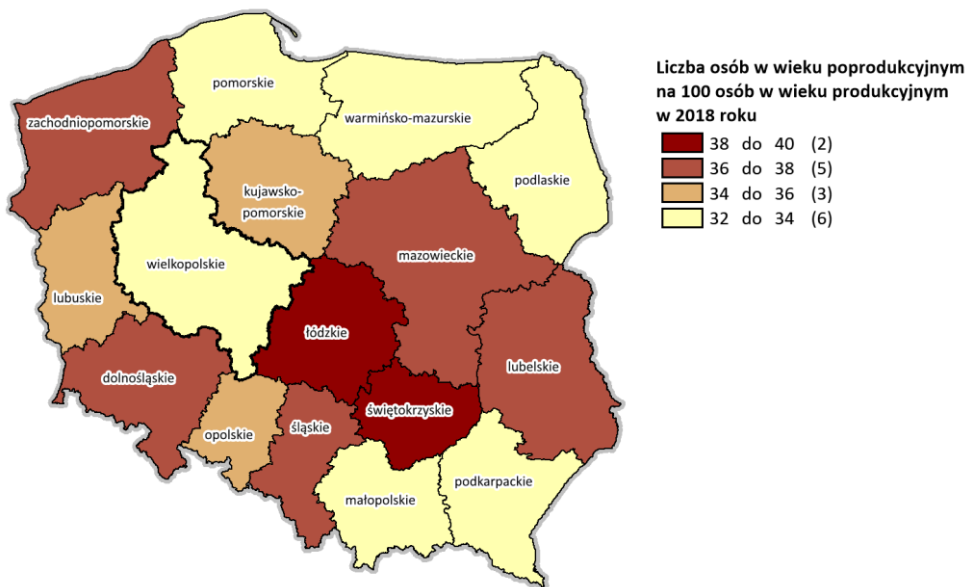 Liczba osób w wieku poprodukcyjnym
na 100 osób w wieku produkcyjnym
w 2018 roku
38 do 40 (2)
36 do 38 (5)
34 do 36 (3)
32 do 34 (6)
pomorskie
zachodniopomorskie
warmińsko-mazurskie
podlaskie
kujawsko-
pomorskie
mazowieckie
wielkopolskie
lubuskie
łódzkie
lubelskie
dolnośląskie
świętokrzyskie
opolskie
śląskie
podkarpackie
małopolskie